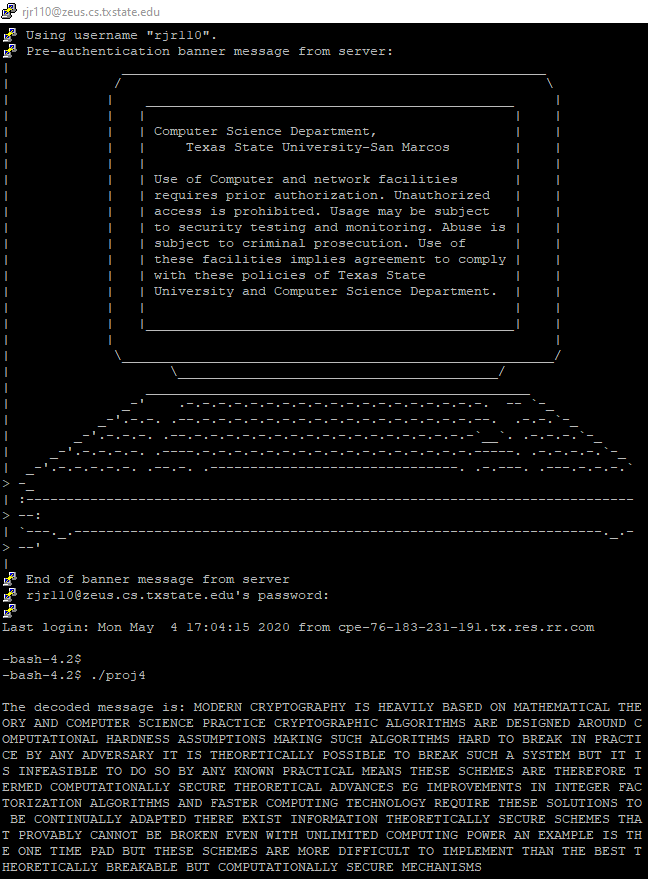 rjr110@zeus.cs.txstate.edu
Using username "rjr110".
Pre-authentication banner message from server:
Computer Science Department,
Texas State University-San Marcos
Use of Computer and network facilities
requires prior authorization. Unauthorized
access is prohibited. Usage may be subject
to security testing and monitoring. Abuse is
subject to criminal prosecution. Use of
these facilities implies agreement to comply
with these policies of Texas State
University and Computer Science Department.
End of banner message from server
rjr110@zeus.cs.txstate.edu's password:
Last login: Mon May  4 17:04:15 2020 from cpe-76-183-231-191.tx.res.rr.com
-bash-4.2$
-bash-4.2$ ./proj4
The decoded message is: MODERN CRYPTOGRAPHY IS HEAVILY BASED ON MATHEMATICAL THE
ORY AND COMPUTER SCIENCE PRACTICE CRYPTOGRAPHIC ALGORITHMS ARE DESIGNED AROUND C
OMPUTATIONAL HARDNESS ASSUMPTIONS MAKING SUCH ALGORITHMS HARD TO BREAK IN PRACTI
CE BY ANY ADVERSARY IT IS THEORETICALLY POSSIBLE TO BREAK SUCH A SYSTEM BUT IT I
S INFEASIBLE TO DO SO BY ANY KNOWN PRACTICAL MEANS THESE SCHEMES ARE THEREFORE T
ERMED COMPUTATIONALLY SECURE THEORETICAL ADVANCES EG IMPROVEMENTS IN INTEGER FAC
TORIZATION ALGORITHMS AND FASTER COMPUTING TECHNOLOGY REQUIRE THESE SOLUTIONS TO
 BE CONTINUALLY ADAPTED THERE EXIST INFORMATION THEORETICALLY SECURE SCHEMES THA
T PROVABLY CANNOT BE BROKEN EVEN WITH UNLIMITED COMPUTING POWER AN EXAMPLE IS TH
E ONE TIME PAD BUT THESE SCHEMES ARE MORE DIFFICULT TO IMPLEMENT THAN THE BEST T
HEORETICALLY BREAKABLE BUT COMPUTATIONALLY SECURE MECHANISMS